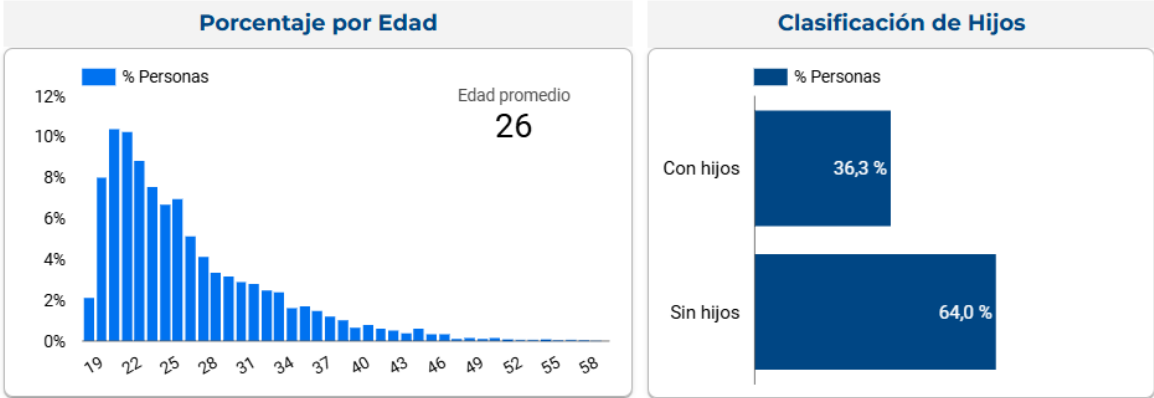 Porcentaje por Edad
% Personas
Edad promedio
26
12%
10%
8%
6%
4%
2%
0%
19 22 25 28 31 34 37 40 43 46 49 52 55 58
Clasificación de Hijos
% Personas
Con hijos 36,3 %
Sin hijos 64,0 %